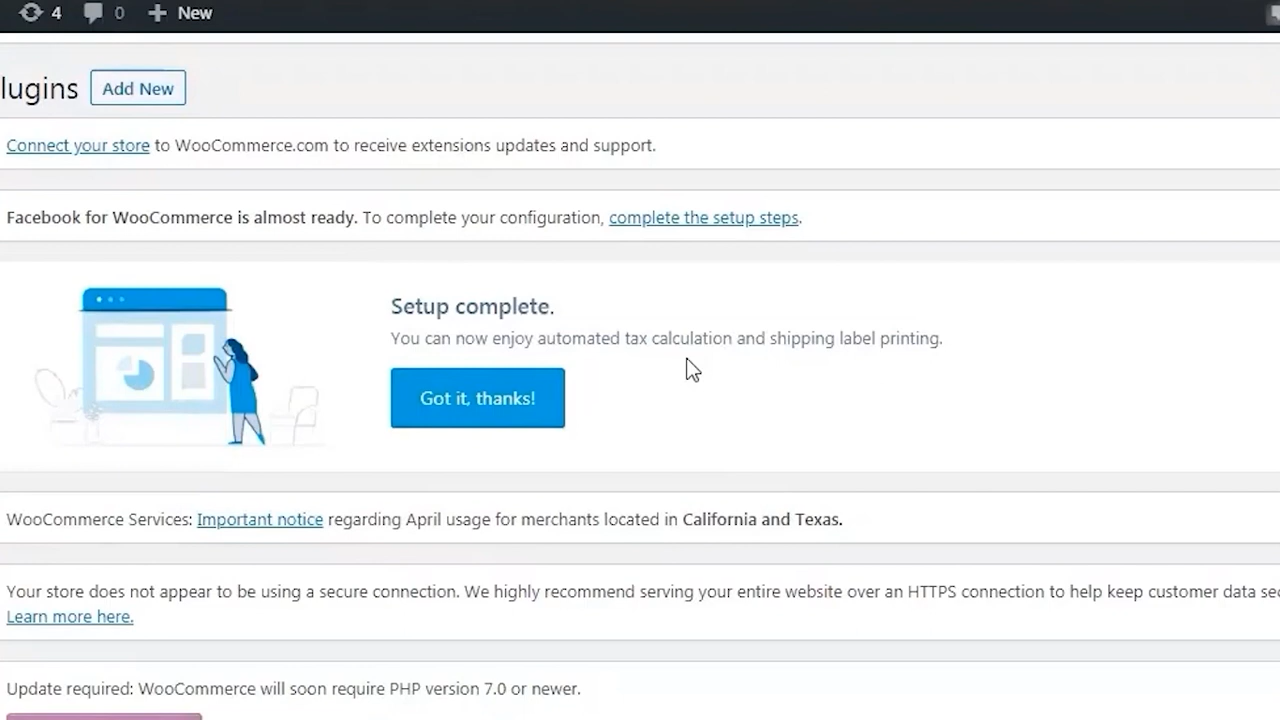 4 0 New
lugins Add New
Connect your store to WooCommerce.com to receive extensions updates and support.
Facebook for WooCommerce is almost ready. To complete your configuration, complete the setup steps.
Setup complete.
You can now enjoy automated tax calculation and shipping label printing.
Got it, thanks!
WooCommerce Services: Important notice regarding April usage for merchants located in California and Texas.
Your store does not appear to be using a secure connection. We highly recommend serving your entire website over an HTTPS connection to help keep customer data sec
Learn more here.
Update required: WooCommerce will soon require PHP version 7.0 or newer.